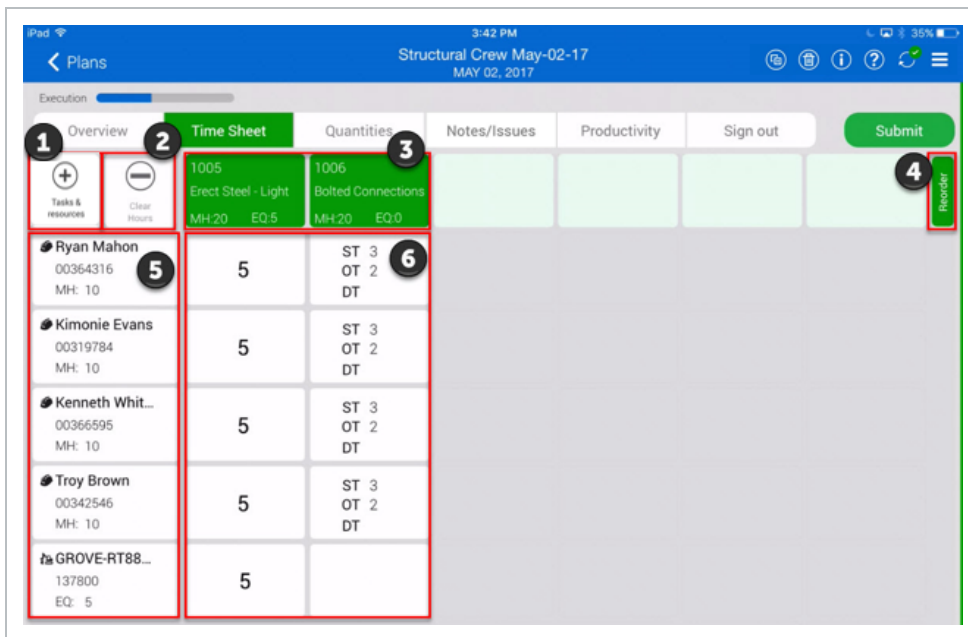 iPad 3:42 PM 35%
Plans
Structural Crew May-02-17
MAY 02, 2017
Execution
Overview Time Sheet Quantities Notes/Issues Productivity Sign out Submit
1 2 3 4
Tasks &
resources
Clear
Hours
1005
Erect Steel - Light
MH:20 EQ:5
1006
Bolted Connections
MH:20 EQ:0
Reorder
5 6
Ryan Mahon
00364316
MH: 10
5
ST 3
OT 2
DT
Kimonie Evans
00319784
MH: 10
5
ST 3
OT 2
DT
Kenneth Whit...
00366595
MH: 10
5
ST 3
OT 2
DT
Troy Brown
00342546
MH: 10
5
ST 3
OT 2
DT
GROVE-RT88...
137800
EQ: 5
5